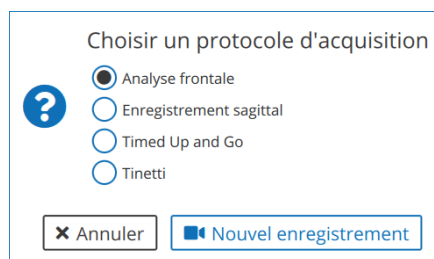 Choisir un protocole d'acquisition
Analyse frontale
Enregistrement sagittal
Timed Up and Go
Tinetti
Annuler
Nouvel enregistrement